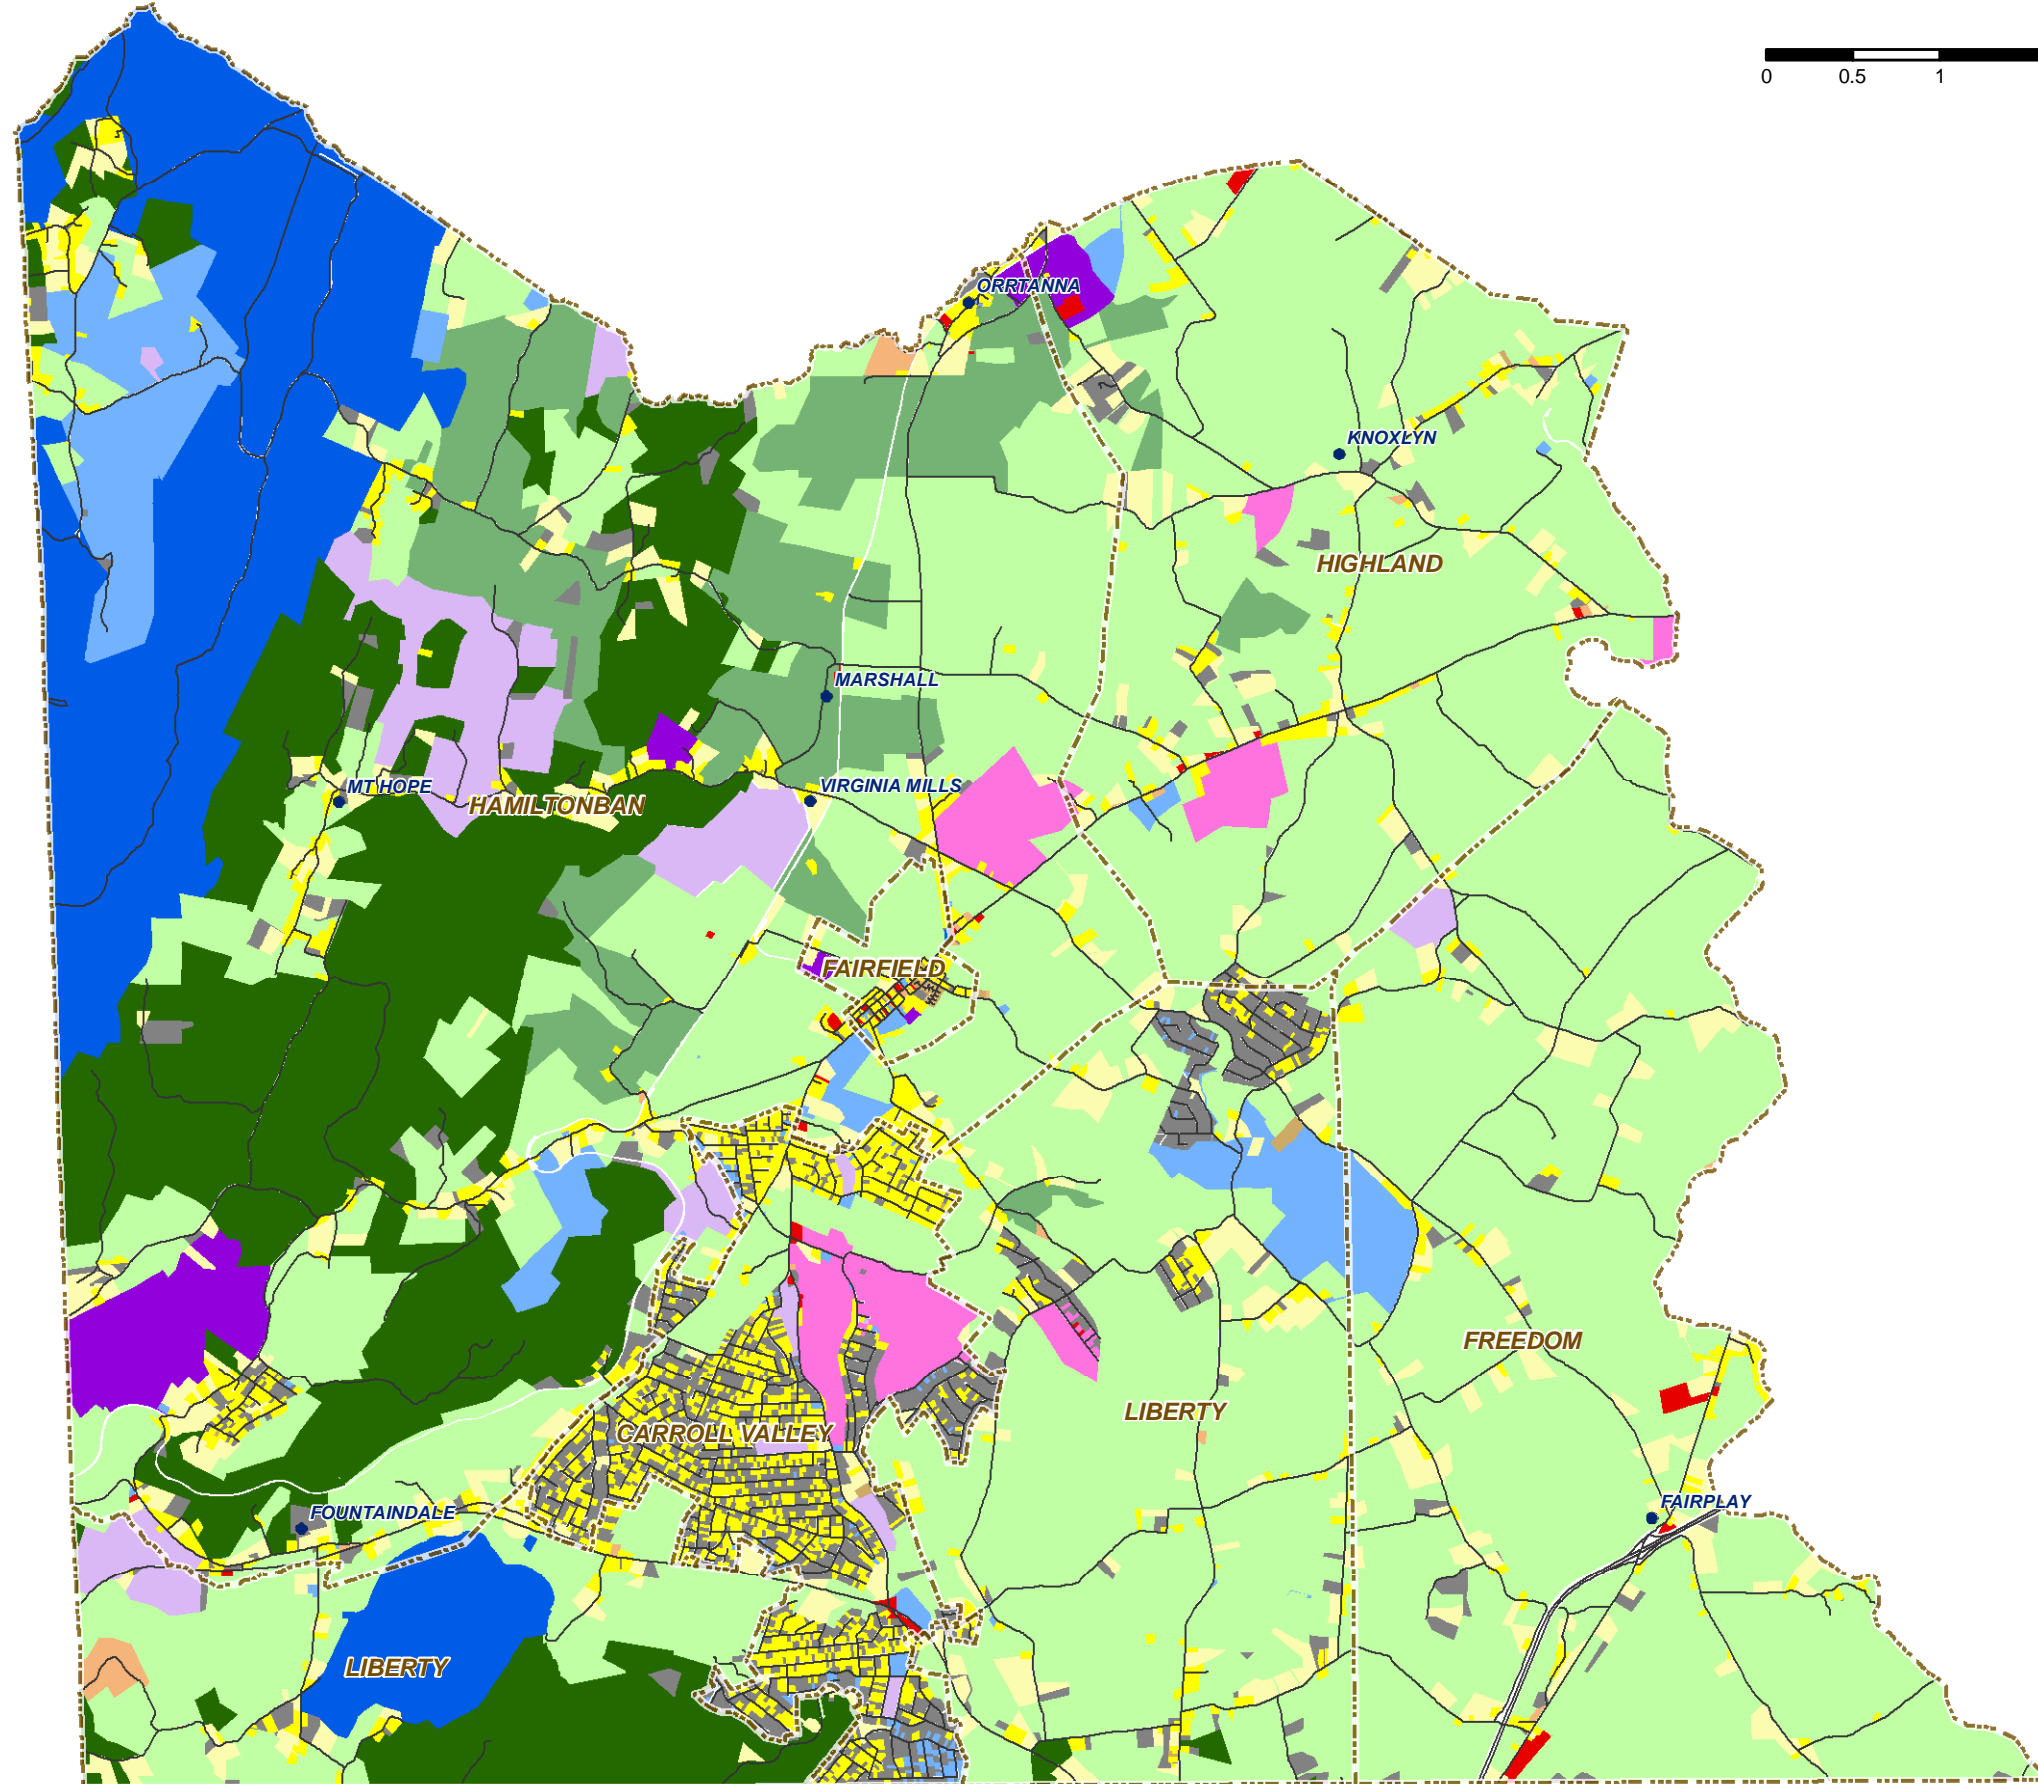 0 0.5 1
ORRTANNA
KNOXLYN
HIGHLAND
MARSHALL
MT HOPE
VIRGINIA MILLS
HAMILTONBAN
FAIRFIELD
FREEDOM
LIBERTY
CARROLL VALLEY
FAIRPLAY
FOUNTAINDALE
LIBERTY